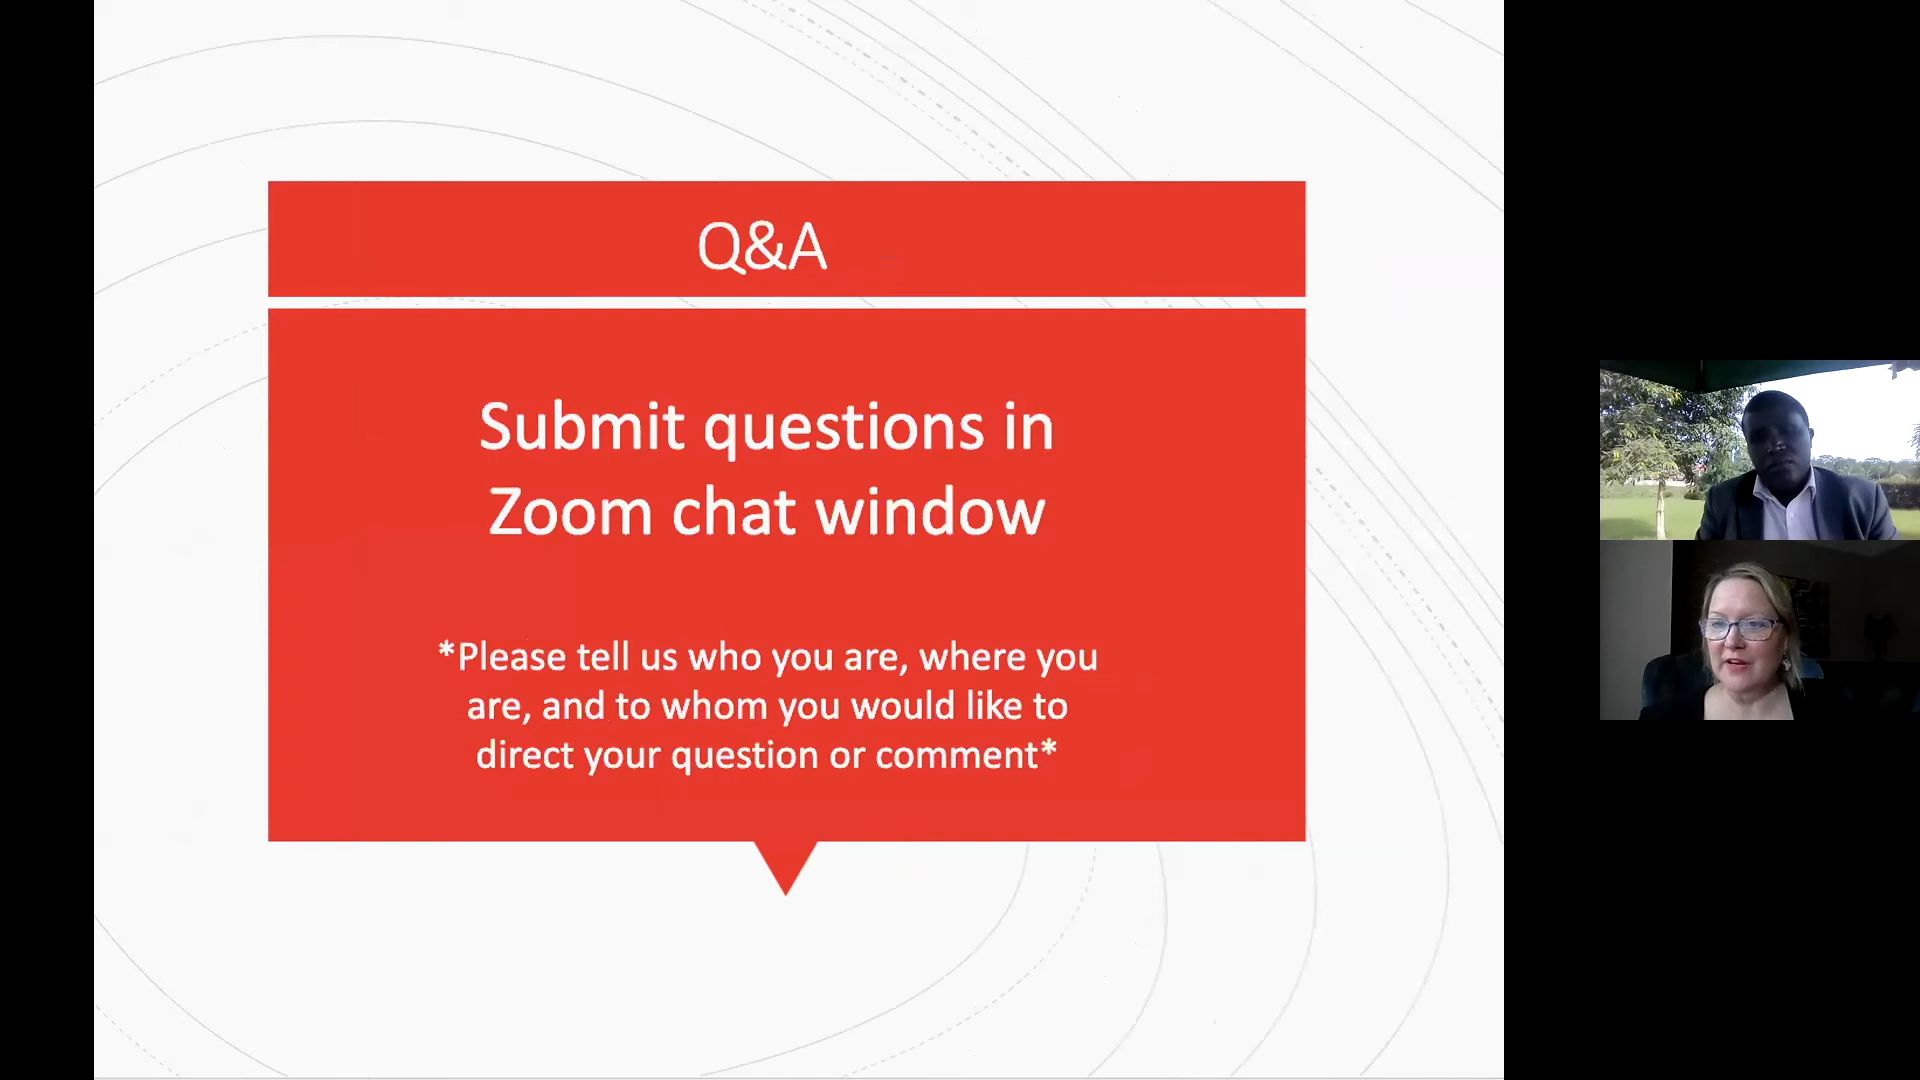 Q&A
Submit questions in
Zoom chat window
*Please tell us who you are, where you
are, and to whom you would like to
direct your question or comment*